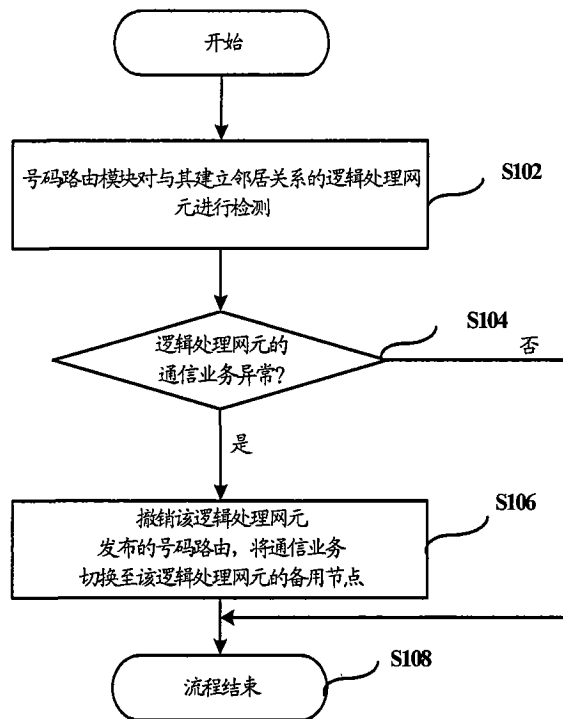 开始
号码路由模块对与其建立邻居关系的逻辑处理网
元进行检测
S102
逻辑处理网元的
通信业务异常?
S104
否
是
撤销该逻辑处理网元
发布的号码路由，将通信业务
切换至该逻辑处理网元的备用节点
S106
流程结束
S108